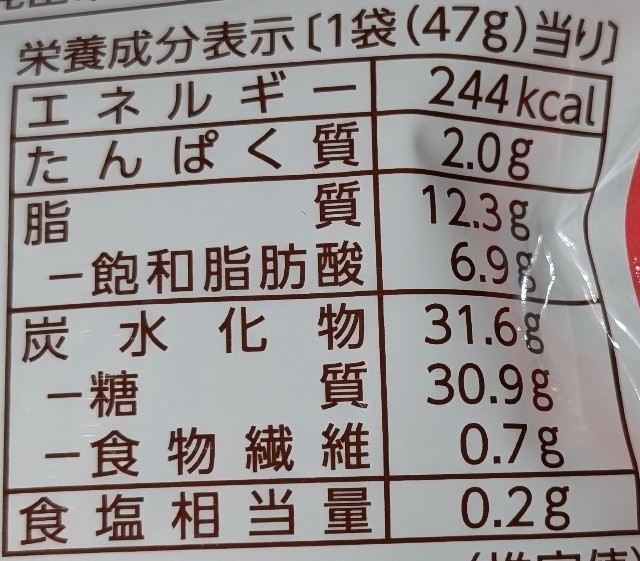 栄養成分表示〔1袋(47g)当り〕
エネルギー 244kcal
たんぱく質 2.0g
脂質 12.3g
－飽和脂肪酸 6.9g
炭水化物 31.6g
－糖質 30.9g
－食物繊維 0.7g
食塩相当量 0.2g
(推定値)